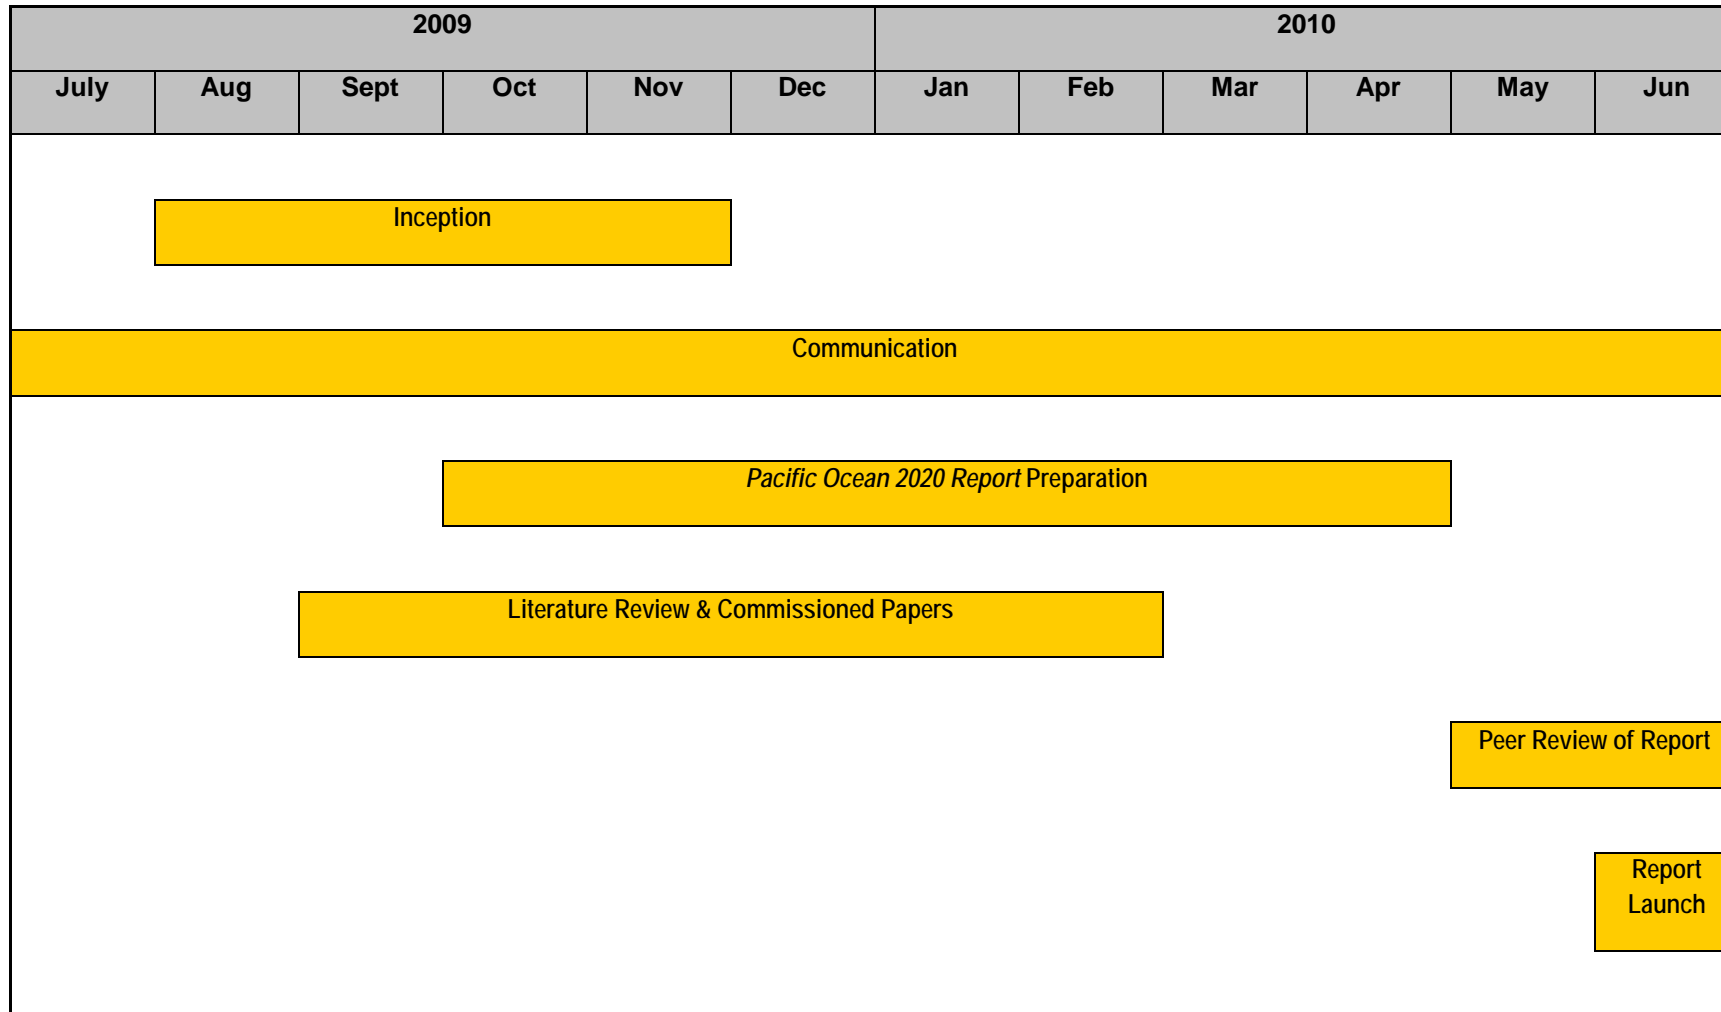 2009 2010
July Aug Sept Oct Nov Dec Jan Feb Mar Apr May Jun
Inception
Communication
Pacific Ocean 2020 Report Preparation
Literature Review & Commissioned Papers
Peer Review of Report
Report
Launch